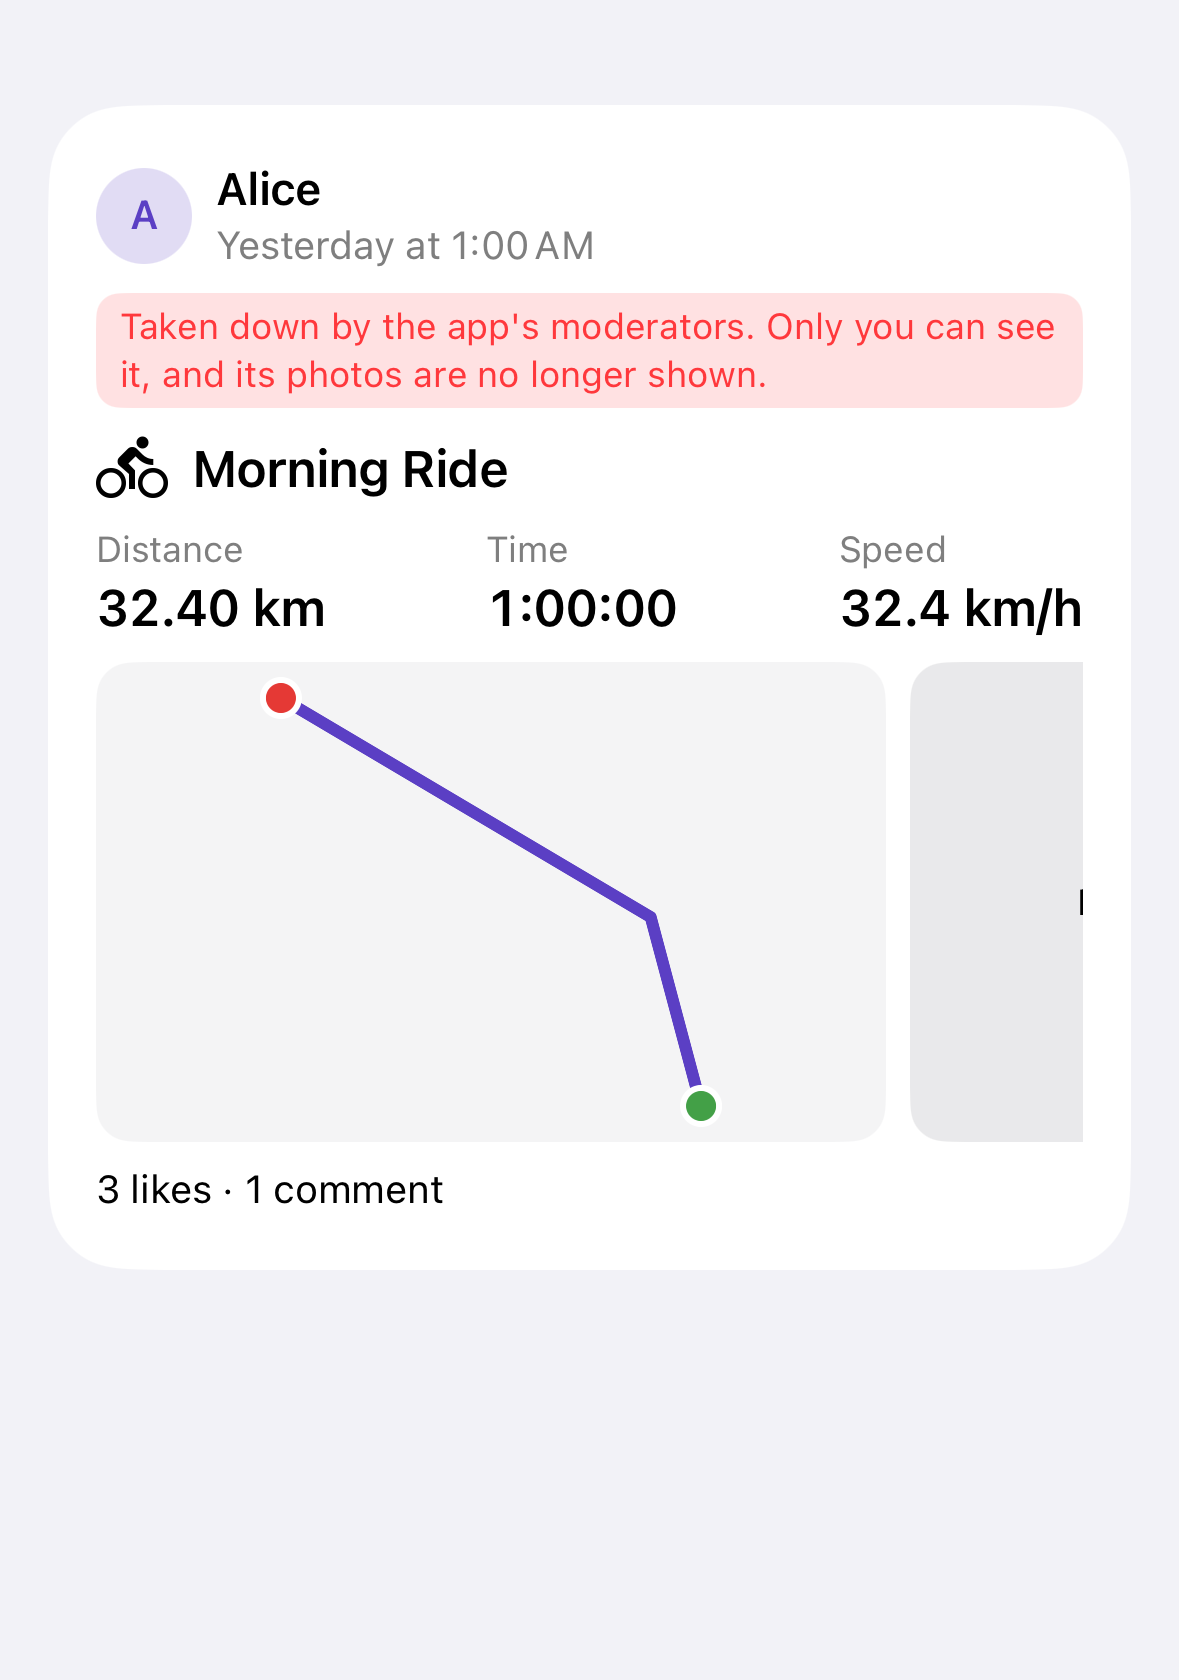 A
Alice
Yesterday at 1:00 AM
Taken down by the app's moderators. Only you can see
it, and its photos are no longer shown.
Morning Ride
Distance Time Speed
32.40 km 1:00:00 32.4 km/h
3 likes · 1 comment